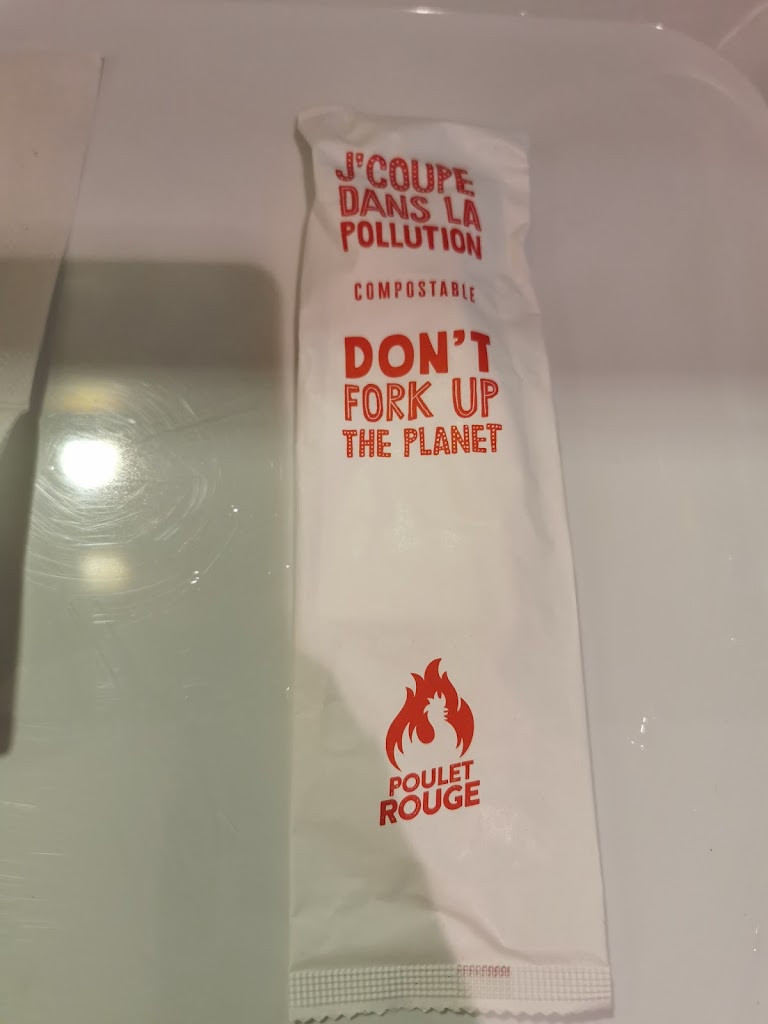 J'COUPE
DANS LA
POLLUTION
COMPOSTABLE
DON'T
FORK UP
THE PLANET
POULET
ROUGE